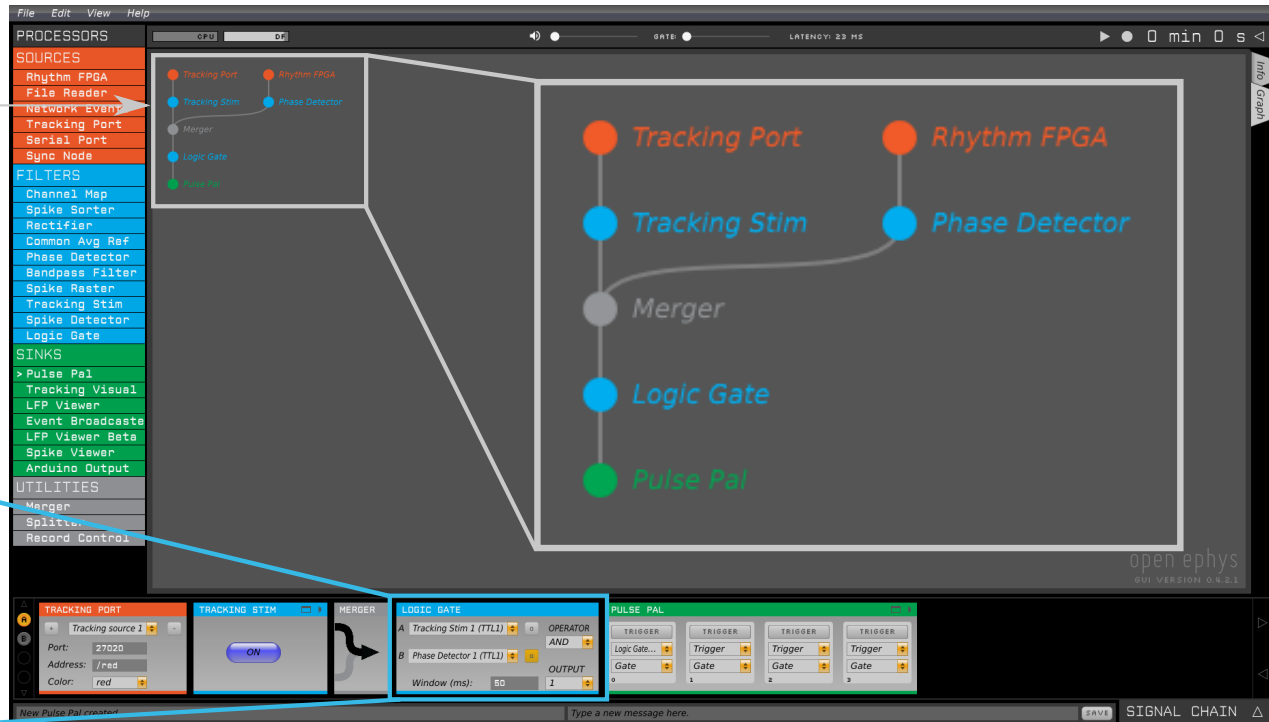 File Edit View Help
PROCESSORS
CPU DF GATE: LATENCY: 23 MS 0 min 0 s
SOURCES
Rhythm FPGA
File Reader
Network Event
Tracking Port
Serial Port
Sync Node
FILTERS
Channel Map
Spike Sorter
Rectifier
Common Avg Ref
Phase Detector
Bandpass Filter
Spike Raster
Tracking Stim
Spike Detector
Logic Gate
SINKS
> Pulse Pal
Tracking Visual
LFP Viewer
Event Broadcaste
LFP Viewer Beta
Spike Viewer
Arduino Output
UTILITIES
Merger
Splitter
Record Control
Tracking Port Rhythm FPGA
Tracking Stim Phase Detector
Merger
Logic Gate
Pulse Pal
Tracking Port Rhythm FPGA
Tracking Stim Phase Detector
Merger
Logic Gate
Pulse Pal
Info
Graph
open ephys
GUI VERSION 0.4.2.1
A
B
TRACKING PORT
+ Tracking source 1 -
Port: 27020
Address: /red
Color: red
TRACKING STIM
ON
MERGER
LOGIC GATE
A Tracking Stim 1 (TTL1) OPERATOR
AND
B Phase Detector 1 (TTL1)
OUTPUT
Window (ms): 50 1
PULSE PAL
TRIGGER TRIGGER TRIGGER TRIGGER
Logic Gate... Trigger Trigger Trigger
Gate Gate Gate Gate
0 1 2 3
New Pulse Pal created. Type a new message here. SAVE SIGNAL CHAIN